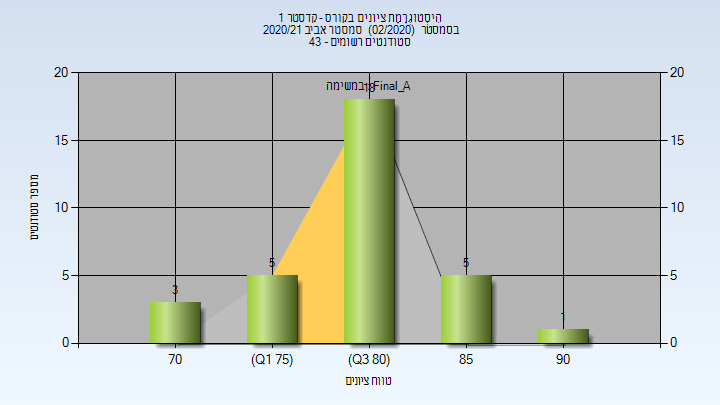 היסטוגרמת ציונים בקורס - קדסטר 1
בסמסטר (02/2020) סמסטר אביב 2020/21
סטודנטים רשומים - 43
במשימה Final_A
20
15
10
5
0
20
15
10
5
0
3
5
18
5
1
70
(Q1 75)
(Q3 80)
85
90
מספר סטודנטים
טווח ציונים